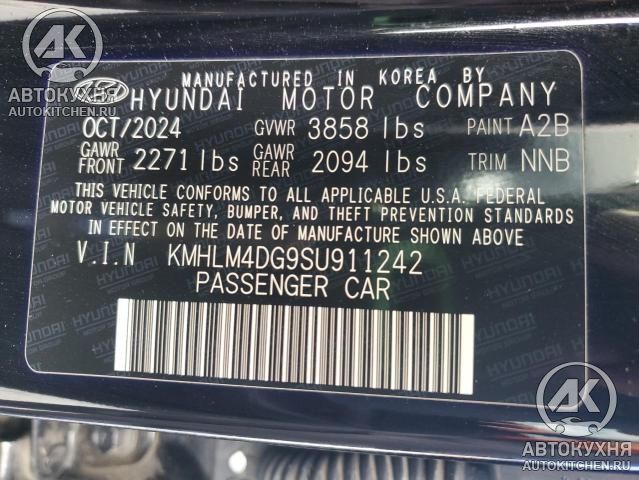 MANUFACTURED IN KOREA BY
HYUNDAI MOTOR COMPANY
OCT/2024 GVWR 3858 lbs PAINT A2B
GAWR FRONT 2271 lbs GAWR REAR 2094 lbs TRIM NNB
THIS VEHICLE CONFORMS TO ALL APPLICABLE U.S.A. FEDERAL
MOTOR VEHICLE SAFETY, BUMPER, AND THEFT PREVENTION STANDARDS
IN EFFECT ON THE DATE OF MANUFACTURE SHOWN ABOVE.
V.I.N KMHLM4DG9SU911242
PASSENGER CAR
АК
АВТОКУХНЯ
AUTOKITCHEN.RU
АК
АВТОКУХНЯ
AUTOKITCHEN.RU